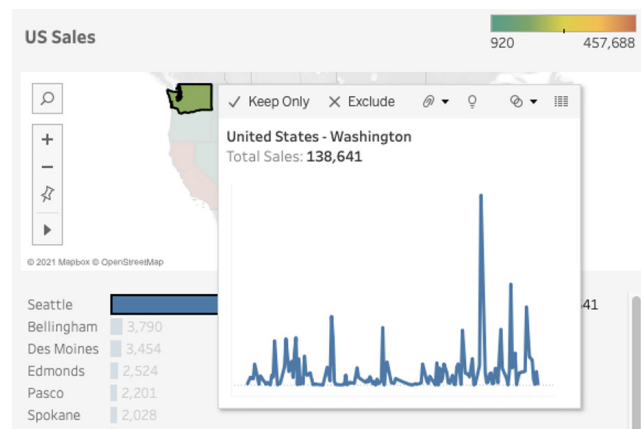 US Sales
920 457,688
Keep Only Exclude
United States - Washington
Total Sales: 138,641
© 2021 Mapbox © OpenStreetMap
Seattle 41
Bellingham 3,790
Des Moines 3,454
Edmonds 2,524
Pasco 2,201
Spokane 2,028